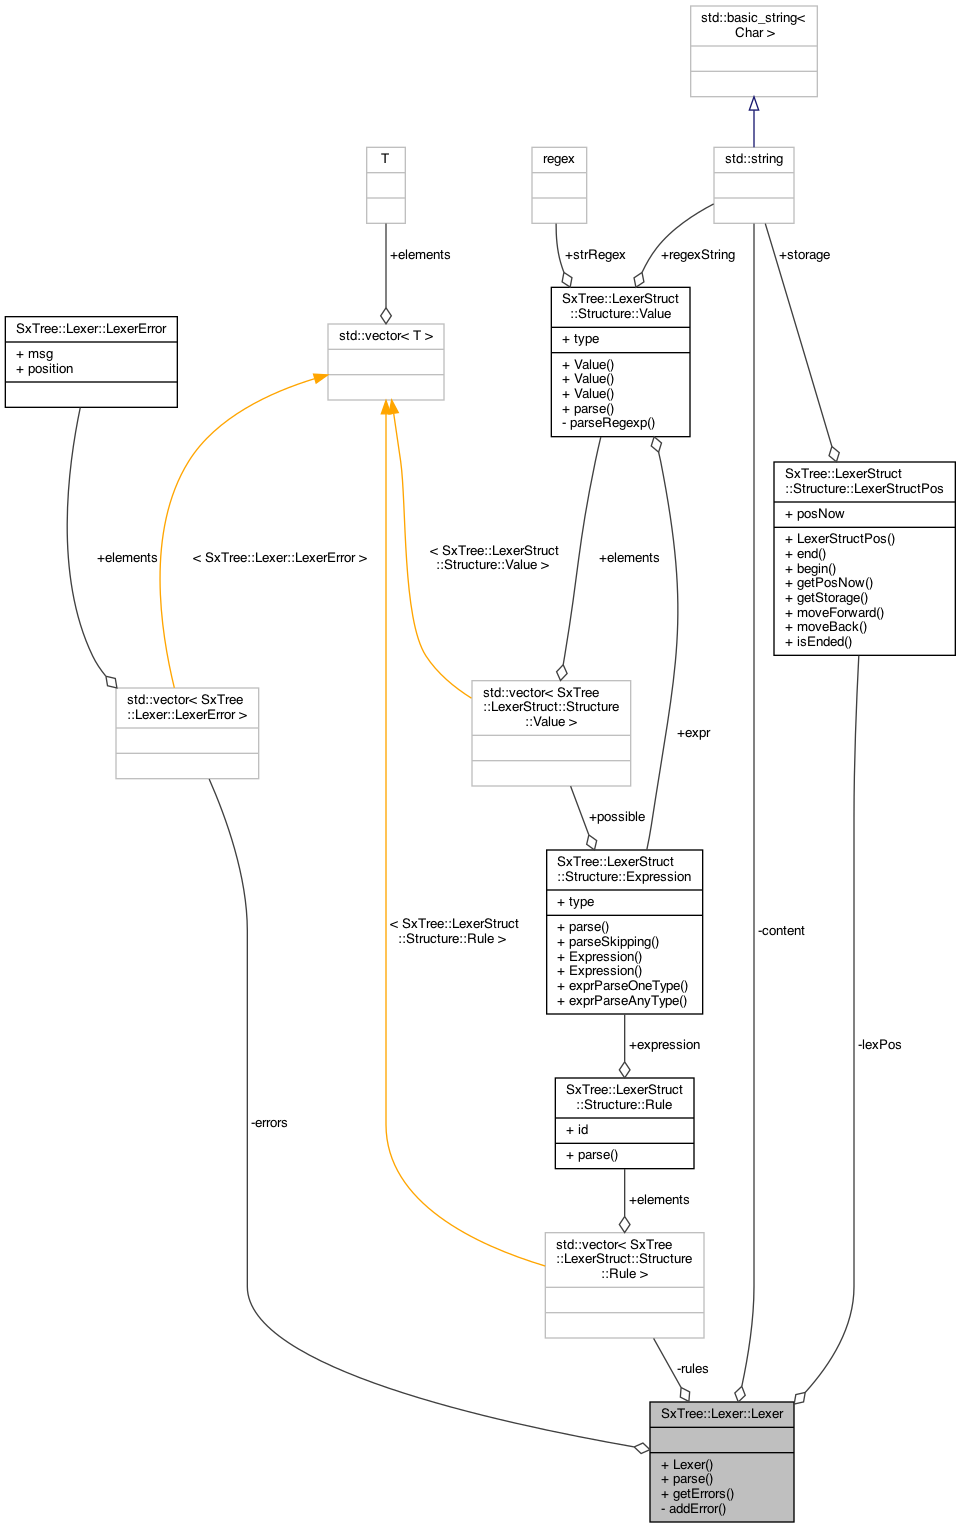 std::basic_string<
Char >
T
regex
std::string
+elements
+strRegex
+regexString
+storage
SxTree::LexerStruct
::Structure::Value
+ type
+ Value()
+ Value()
+ Value()
+ parse()
- parseRegexp()
SxTree::Lexer::LexerError
+ msg
+ position
std::vector< T >
SxTree::LexerStruct
::Structure::LexerStructPos
+ posNow
+ LexerStructPos()
+ end()
+ begin()
+ getPosNow()
+ getStorage()
+ moveForward()
+ moveBack()
+ isEnded()
+elements
< SxTree::Lexer::LexerError >
< SxTree::LexerStruct
::Structure::Value >
+elements
std::vector< SxTree
::Lexer::LexerError >
std::vector< SxTree
::LexerStruct::Structure
::Value >
+expr
+possible
SxTree::LexerStruct
::Structure::Expression
+ type
+ parse()
+ parseSkipping()
+ Expression()
+ Expression()
+ exprParseOneType()
+ exprParseAnyType()
< SxTree::LexerStruct
::Structure::Rule >
-content
+expression
-lexPos
SxTree::LexerStruct
::Structure::Rule
+ id
+ parse()
-errors
+elements
std::vector< SxTree
::LexerStruct::Structure
::Rule >
-rules
SxTree::Lexer::Lexer
+ Lexer()
+ parse()
+ getErrors()
- addError()